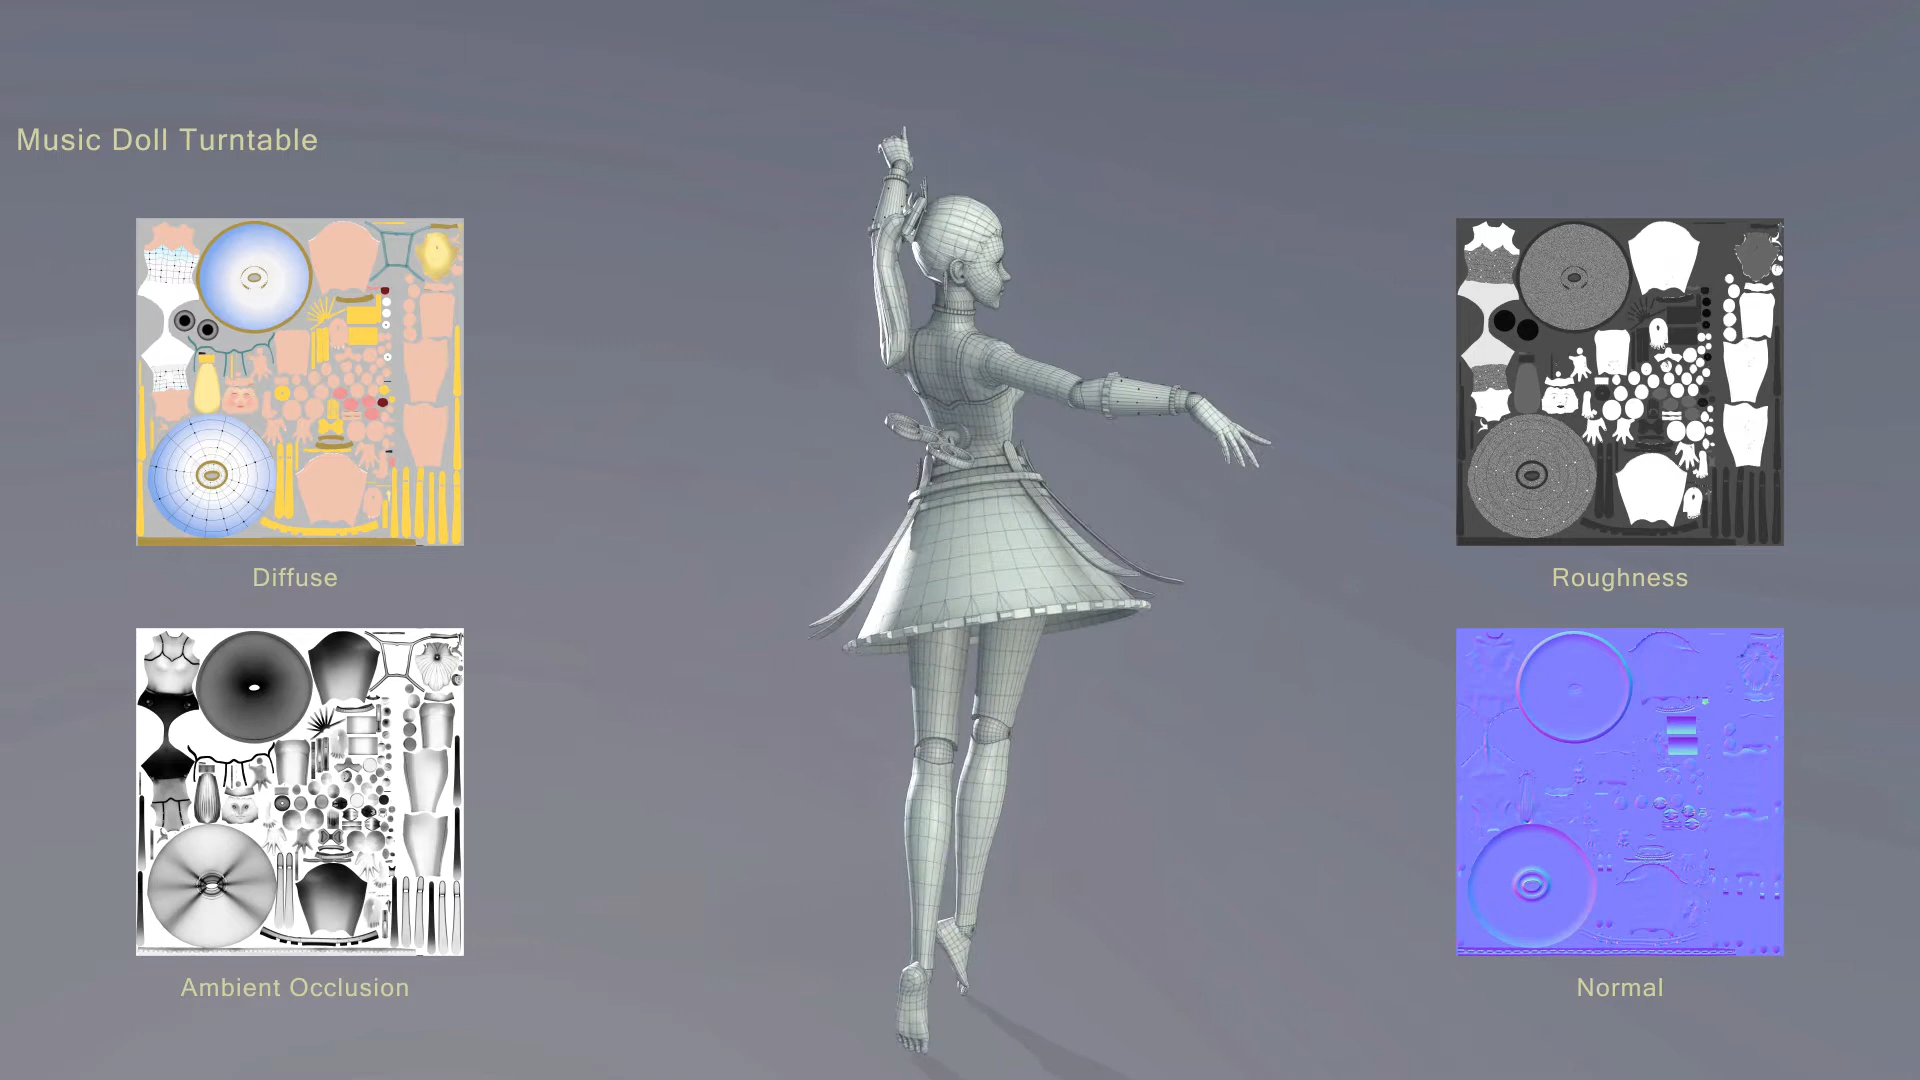 Music Doll Turntable
Diffuse
Roughness
Ambient Occlusion
Normal